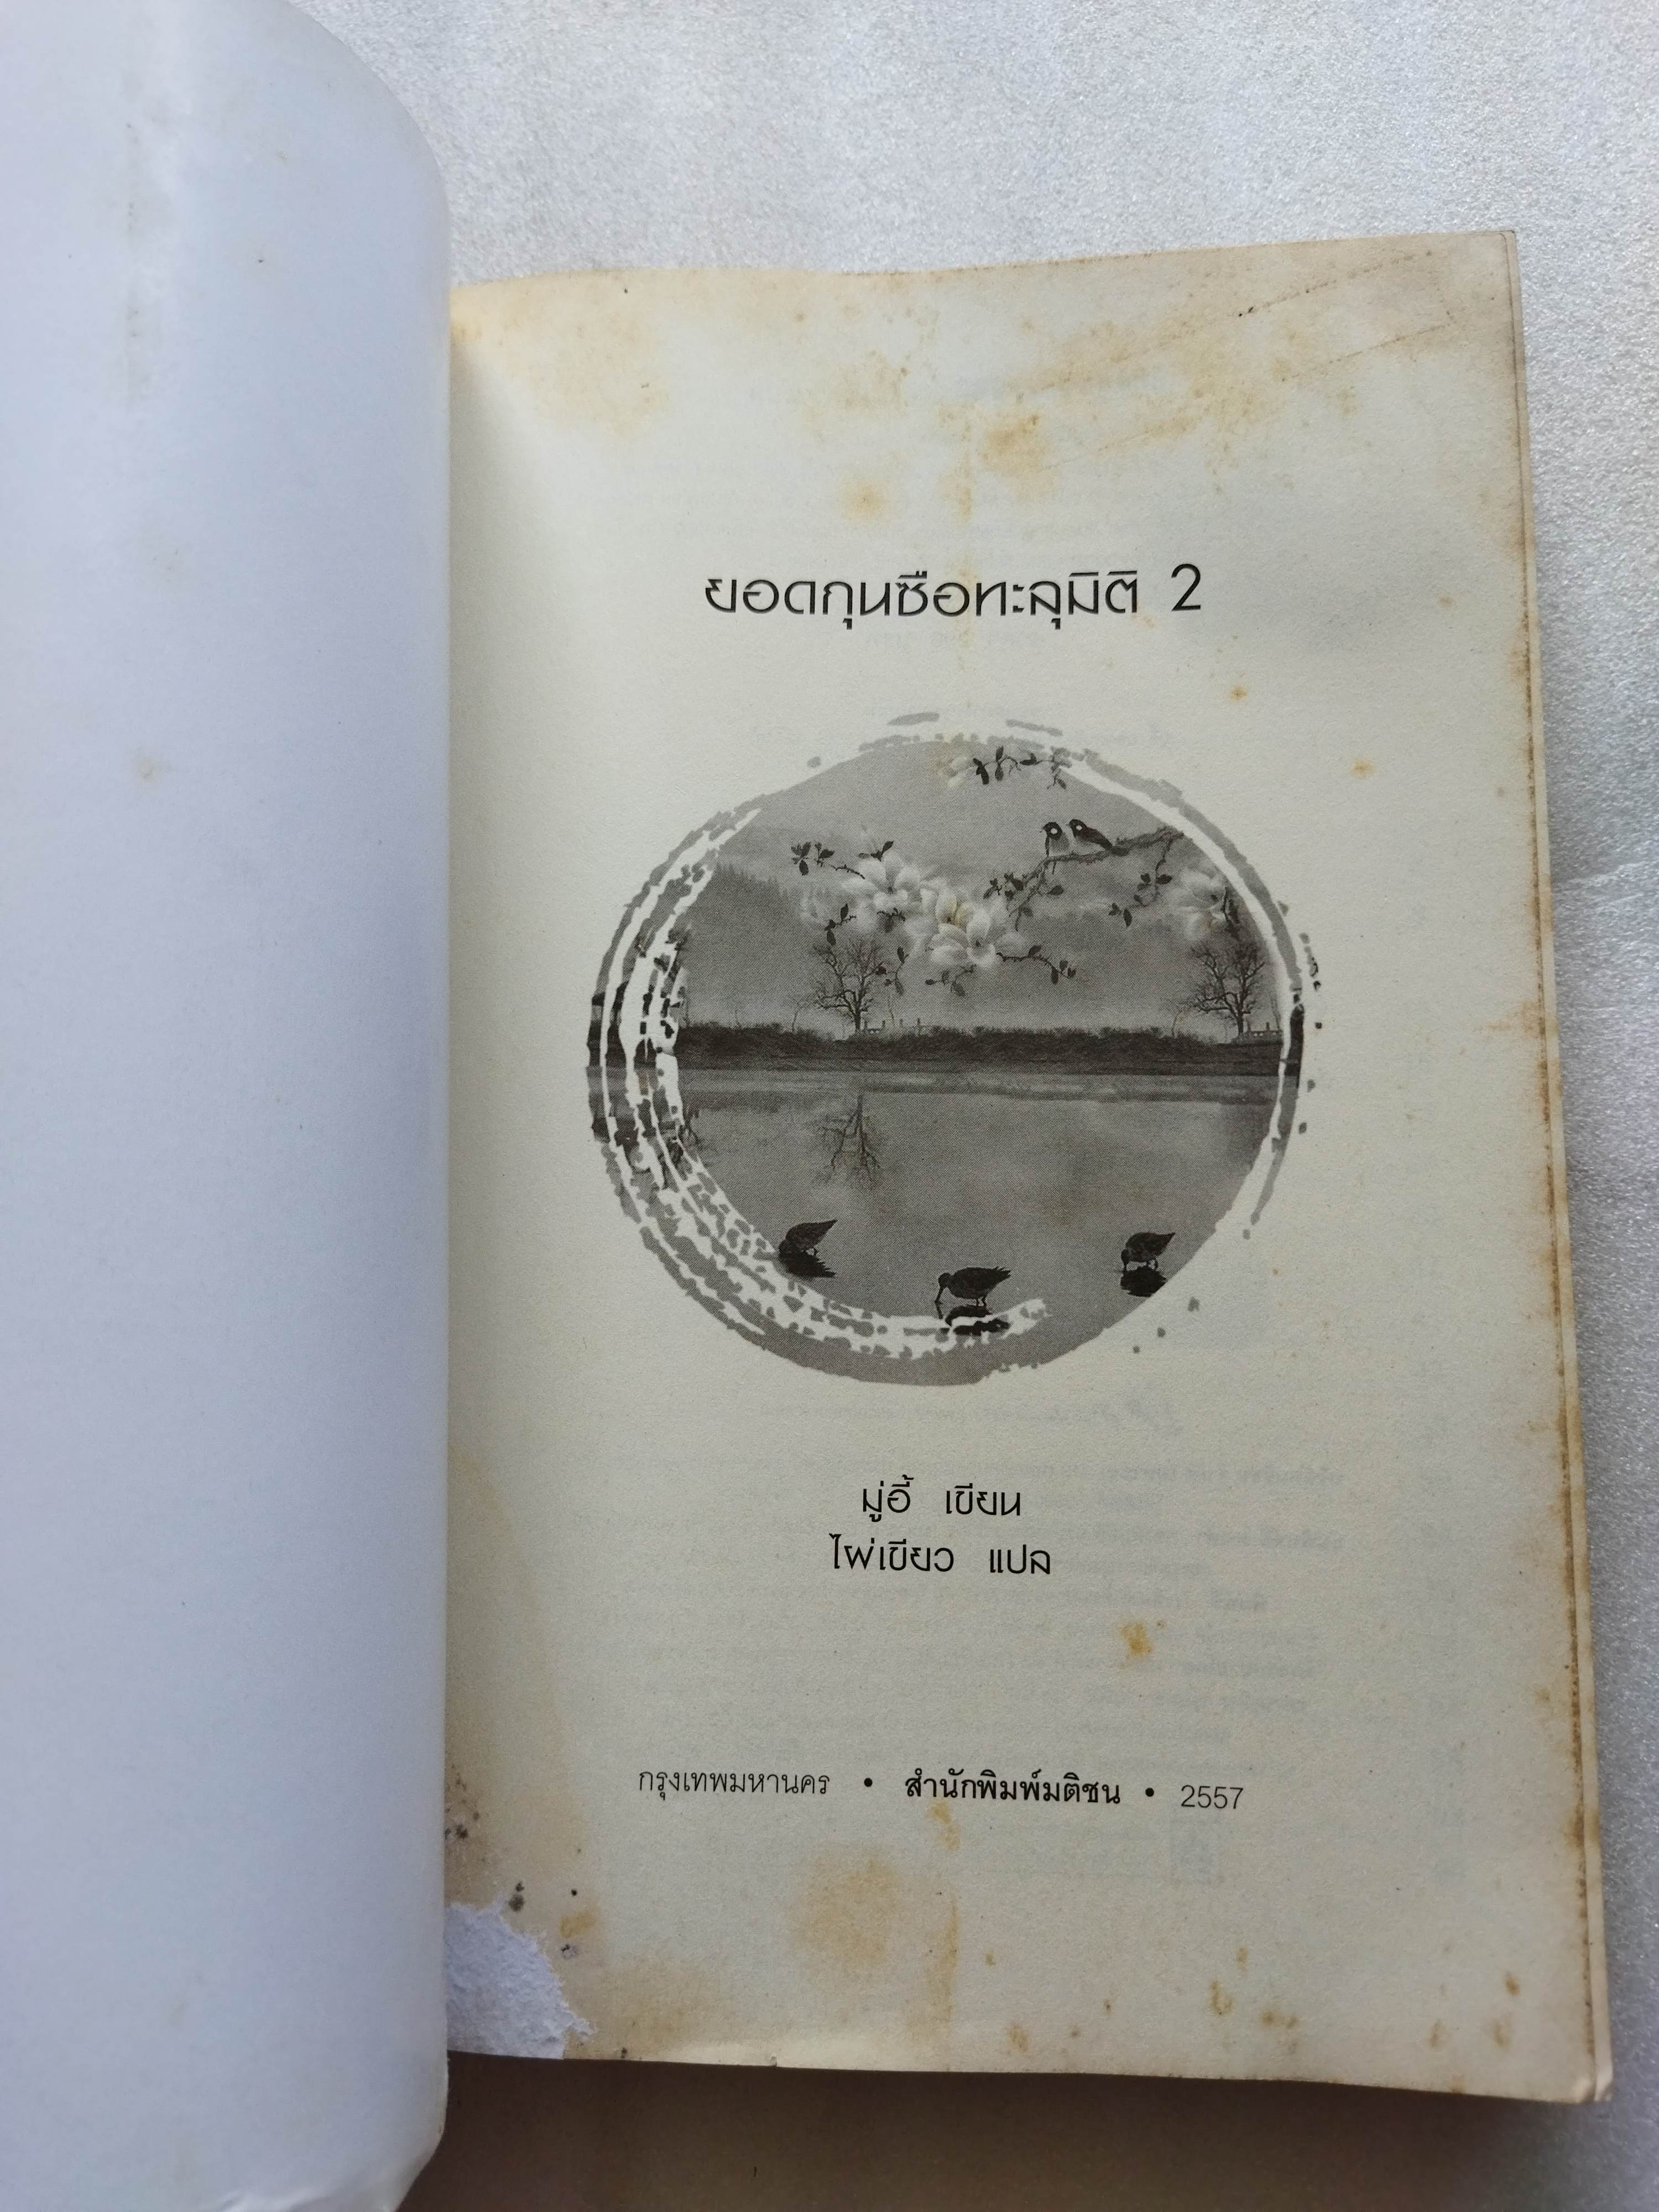 ยอดกุนซือทะลุมิติ 2
มู่อี้ เขียน
ไผ่เขียว แปล
กรุงเทพมหานคร • สำนักพิมพ์มติชน • 2557